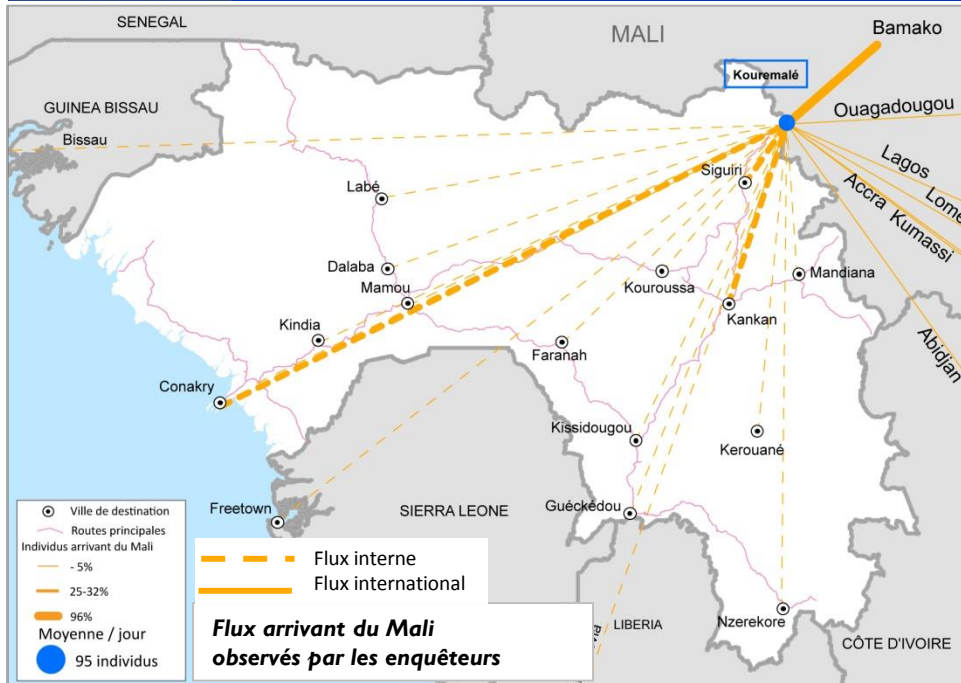 SENEGAL
MALI
Bamako
Kouremalé
GUINEA BISSAU
Ouagadougou
Bissau
Lagos
Siguiri
Labé
Lome
Accra
Kumassi
Dalaba
Mamou
Kouroussa
Mandiana
Kankan
Kindia
Faranah
Abidjan
Conakry
Kissidougou
Kerouané
Freetown
SIERRA LEONE
Guéckédou
LIBERIA
Nzerekore
CÔTE D'IVOIRE
Ville de destination
Routes principales
Individus arrivant du Mali
- 5%
25-32%
96%
Moyenne / jour
95 individus
Flux interne
Flux international
Flux arrivant du Mali
observés par les enquêteurs